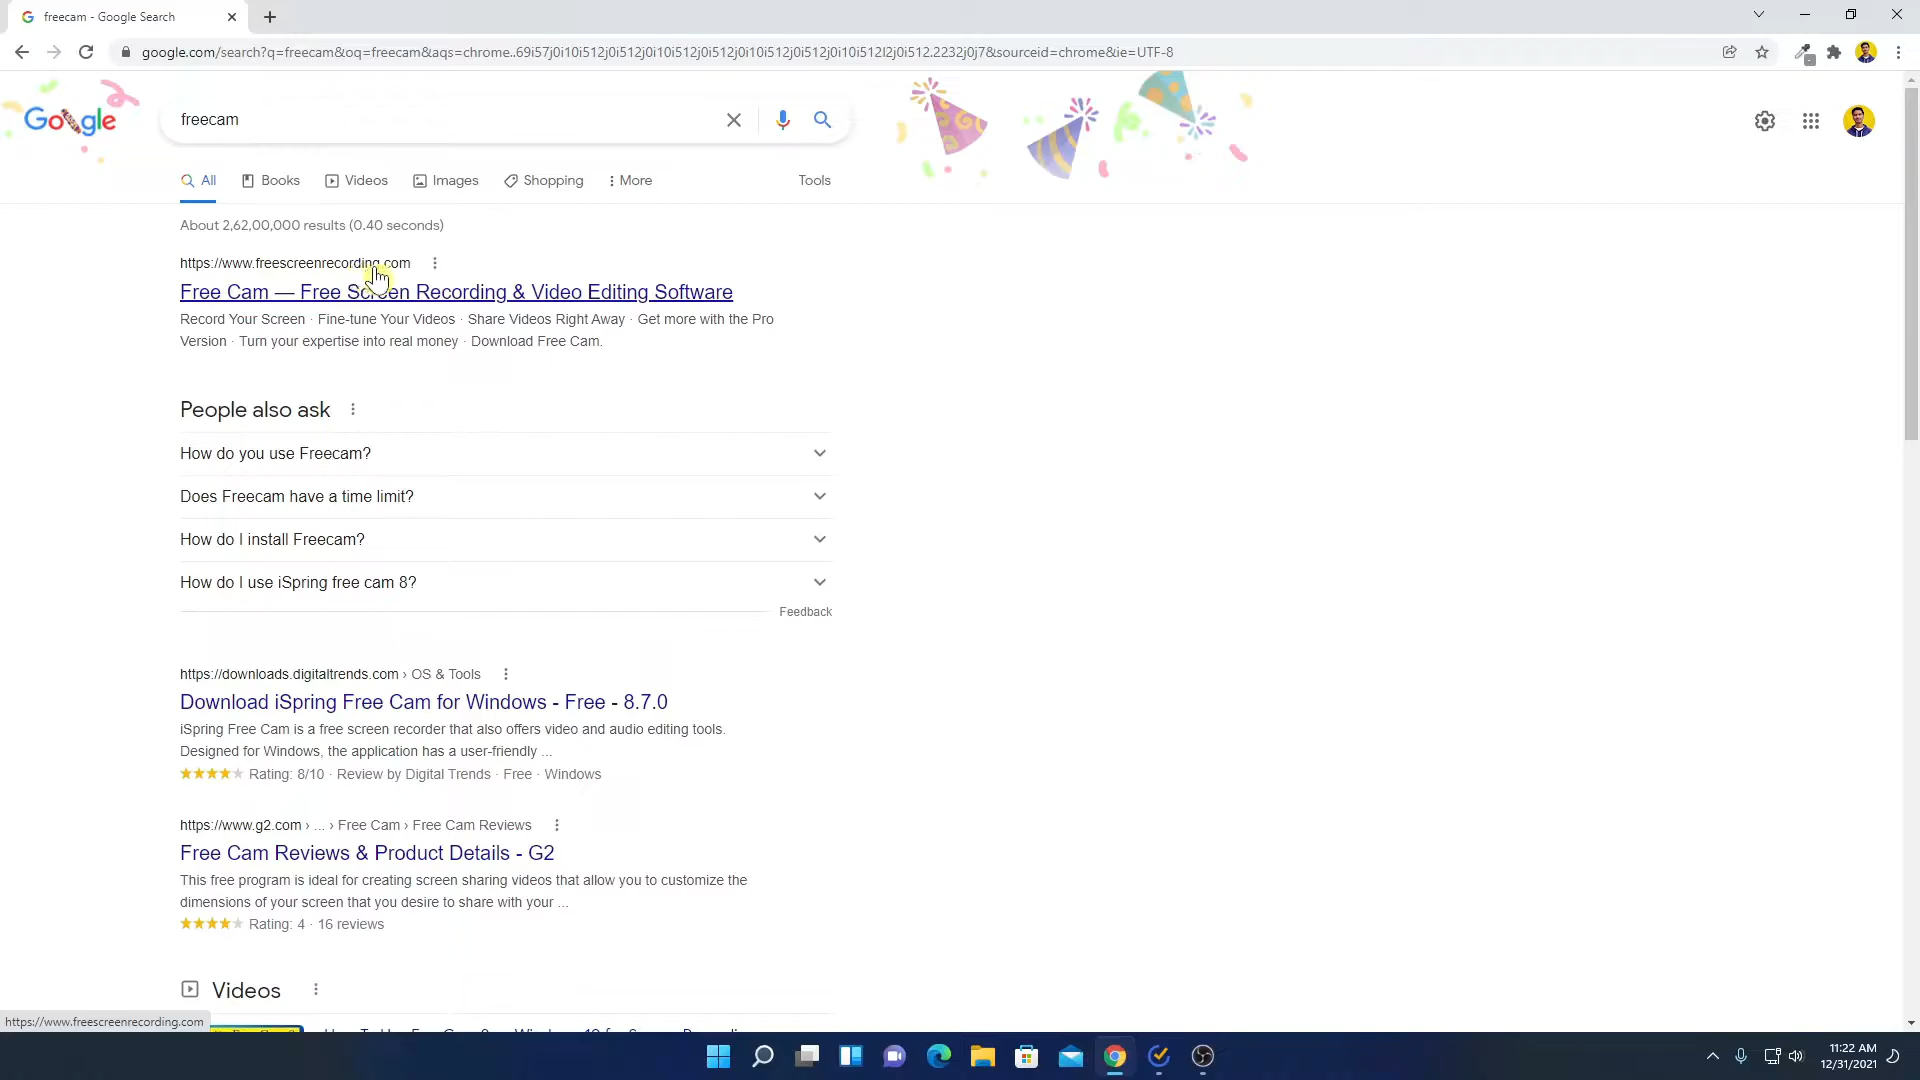 freecam - Google Search
google.com/search?q=freecam&oq=freecam&aqs=chrome..69i57j0i10i512j0i512j0i10i512j0i512j0i10i512j0i512j0i10i512l2j0i512.2232j0j7&sourceid=chrome&ie=UTF-8
Google
freecam
All Books Videos Images Shopping More Tools
About 2,62,00,000 results (0.40 seconds)
https://www.freescreenrecording.com
Free Cam — Free Screen Recording & Video Editing Software
Record Your Screen · Fine-tune Your Videos · Share Videos Right Away · Get more with the Pro
Version · Turn your expertise into real money · Download Free Cam.
People also ask
How do you use Freecam?
Does Freecam have a time limit?
How do I install Freecam?
How do I use iSpring free cam 8?
Feedback
https://downloads.digitaltrends.com › OS & Tools
Download iSpring Free Cam for Windows - Free - 8.7.0
iSpring Free Cam is a free screen recorder that also offers video and audio editing tools.
Designed for Windows, the application has a user-friendly ...
Rating: 8/10 · Review by Digital Trends · Free · Windows
https://www.g2.com › ... › Free Cam › Free Cam Reviews
Free Cam Reviews & Product Details - G2
This free program is ideal for creating screen sharing videos that allow you to customize the
dimensions of your screen that you desire to share with your ...
Rating: 4 · 16 reviews
Videos
https://www.freescreenrecording.com
11:22 AM
12/31/2021